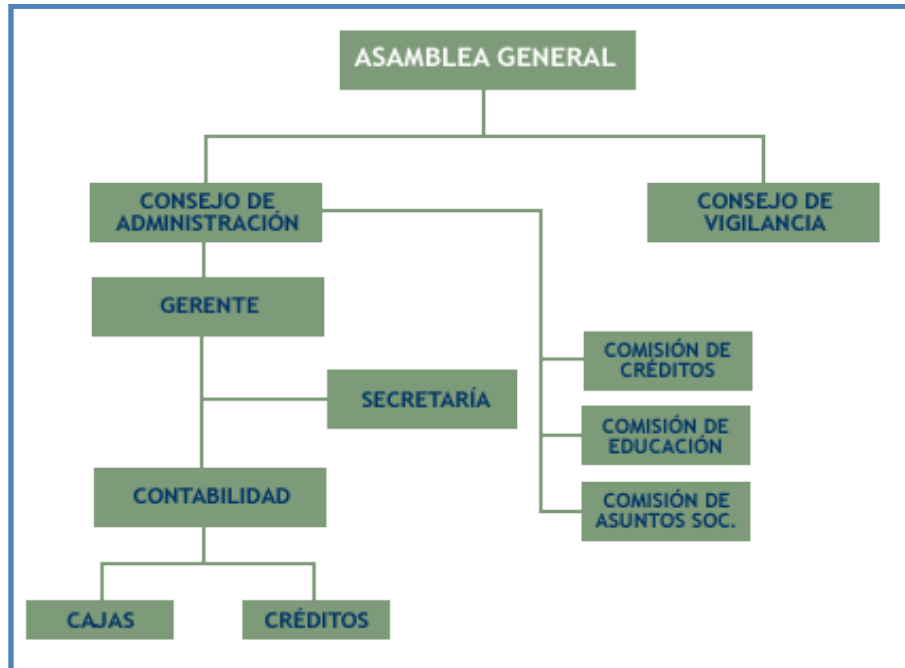 ASAMBLEA GENERAL
CONSEJO DE
ADMINISTRACIÓN
CONSEJO DE
VIGILANCIA
GERENTE
COMISIÓN DE
CRÉDITOS
SECRETARÍA
COMISIÓN DE
EDUCACIÓN
CONTABILIDAD
COMISIÓN DE
ASUNTOS SOC.
CAJAS
CRÉDITOS